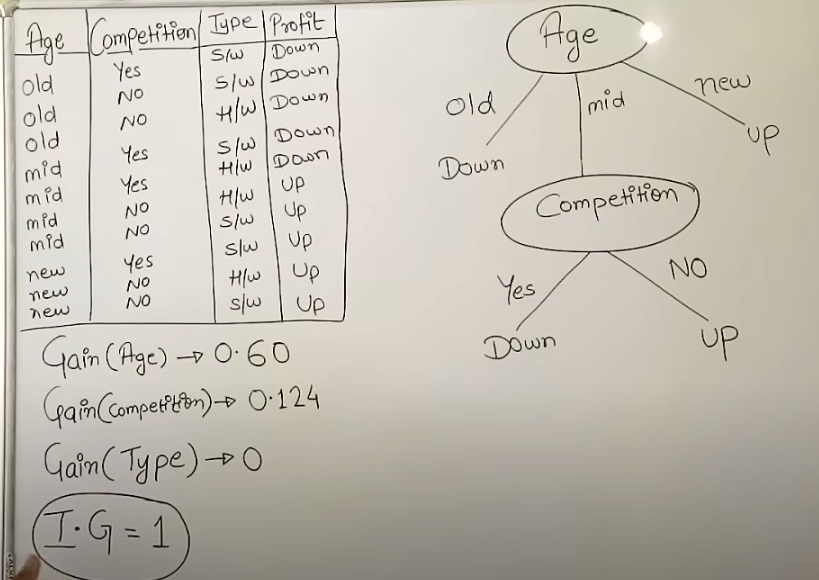 Age Competition Type Profit
old Yes S/w Down
old NO S/w Down
old NO H/w Down
mid Yes S/w Down
mid Yes H/w Down
mid NO H/w UP
mid NO S/w Up
new Yes S/w Up
new NO H/w Up
new NO S/w Up
Gain(Age) → 0.60
Gain(Competition) → 0.124
Gain(Type) → 0
I.G = 1
Age
Old mid new
Down UP
Competition
Yes NO
Down UP